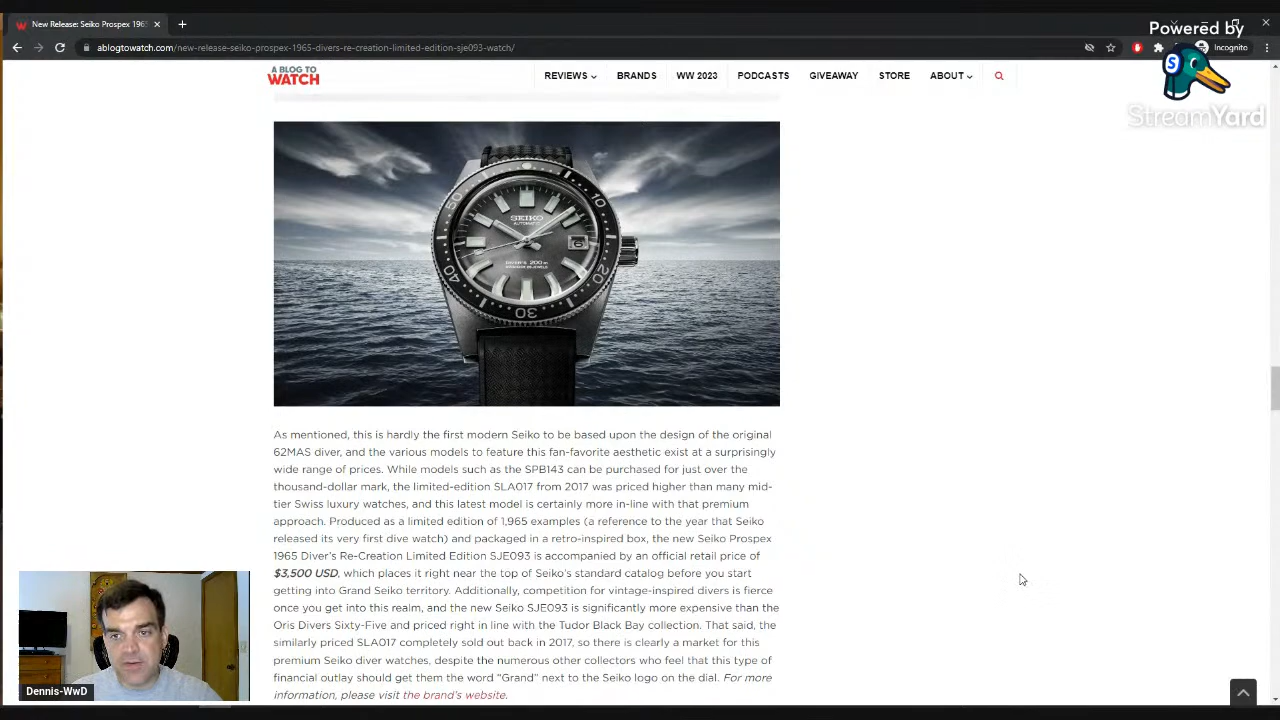 New Release: Seiko Prospex 1965
ablogtowatch.com/new-release-seiko-prospex-1965-divers-re-creation-limited-edition-sje093-watch/
Incognito
Powered by
StreamYard
A BLOG TO
WATCH
REVIEWS
BRANDS
WW 2023
PODCASTS
GIVEAWAY
STORE
ABOUT
50
10
SEIKO
AUTOMATIC
6
DIVER'S 200m
40
20
30
As mentioned, this is hardly the first modern Seiko to be based upon the design of the original
62MAS diver, and the various models to feature this fan-favorite aesthetic exist at a surprisingly
wide range of prices. While models such as the SPB143 can be purchased for just over the
thousand-dollar mark, the limited-edition SLA017 from 2017 was priced higher than many mid-
tier Swiss luxury watches, and this latest model is certainly more in-line with that premium
approach. Produced as a limited edition of 1,965 examples (a reference to the year that Seiko
released its very first dive watch) and packaged in a retro-inspired box, the new Seiko Prospex
1965 Diver's Re-Creation Limited Edition SJE093 is accompanied by an official retail price of
$3,500 USD, which places it right near the top of Seiko's standard catalog before you start
getting into Grand Seiko territory. Additionally, competition for vintage-inspired divers is fierce
once you get into this realm, and the new Seiko SJE093 is significantly more expensive than the
Oris Divers Sixty-Five and priced right in line with the Tudor Black Bay collection. That said, the
similarly priced SLA017 completely sold out back in 2017, so there is clearly a market for this
premium Seiko diver watches, despite the numerous other collectors who feel that this type of
financial outlay should get them the word "Grand" next to the Seiko logo on the dial. For more
information, please visit the brand's website.
Dennis-WwD